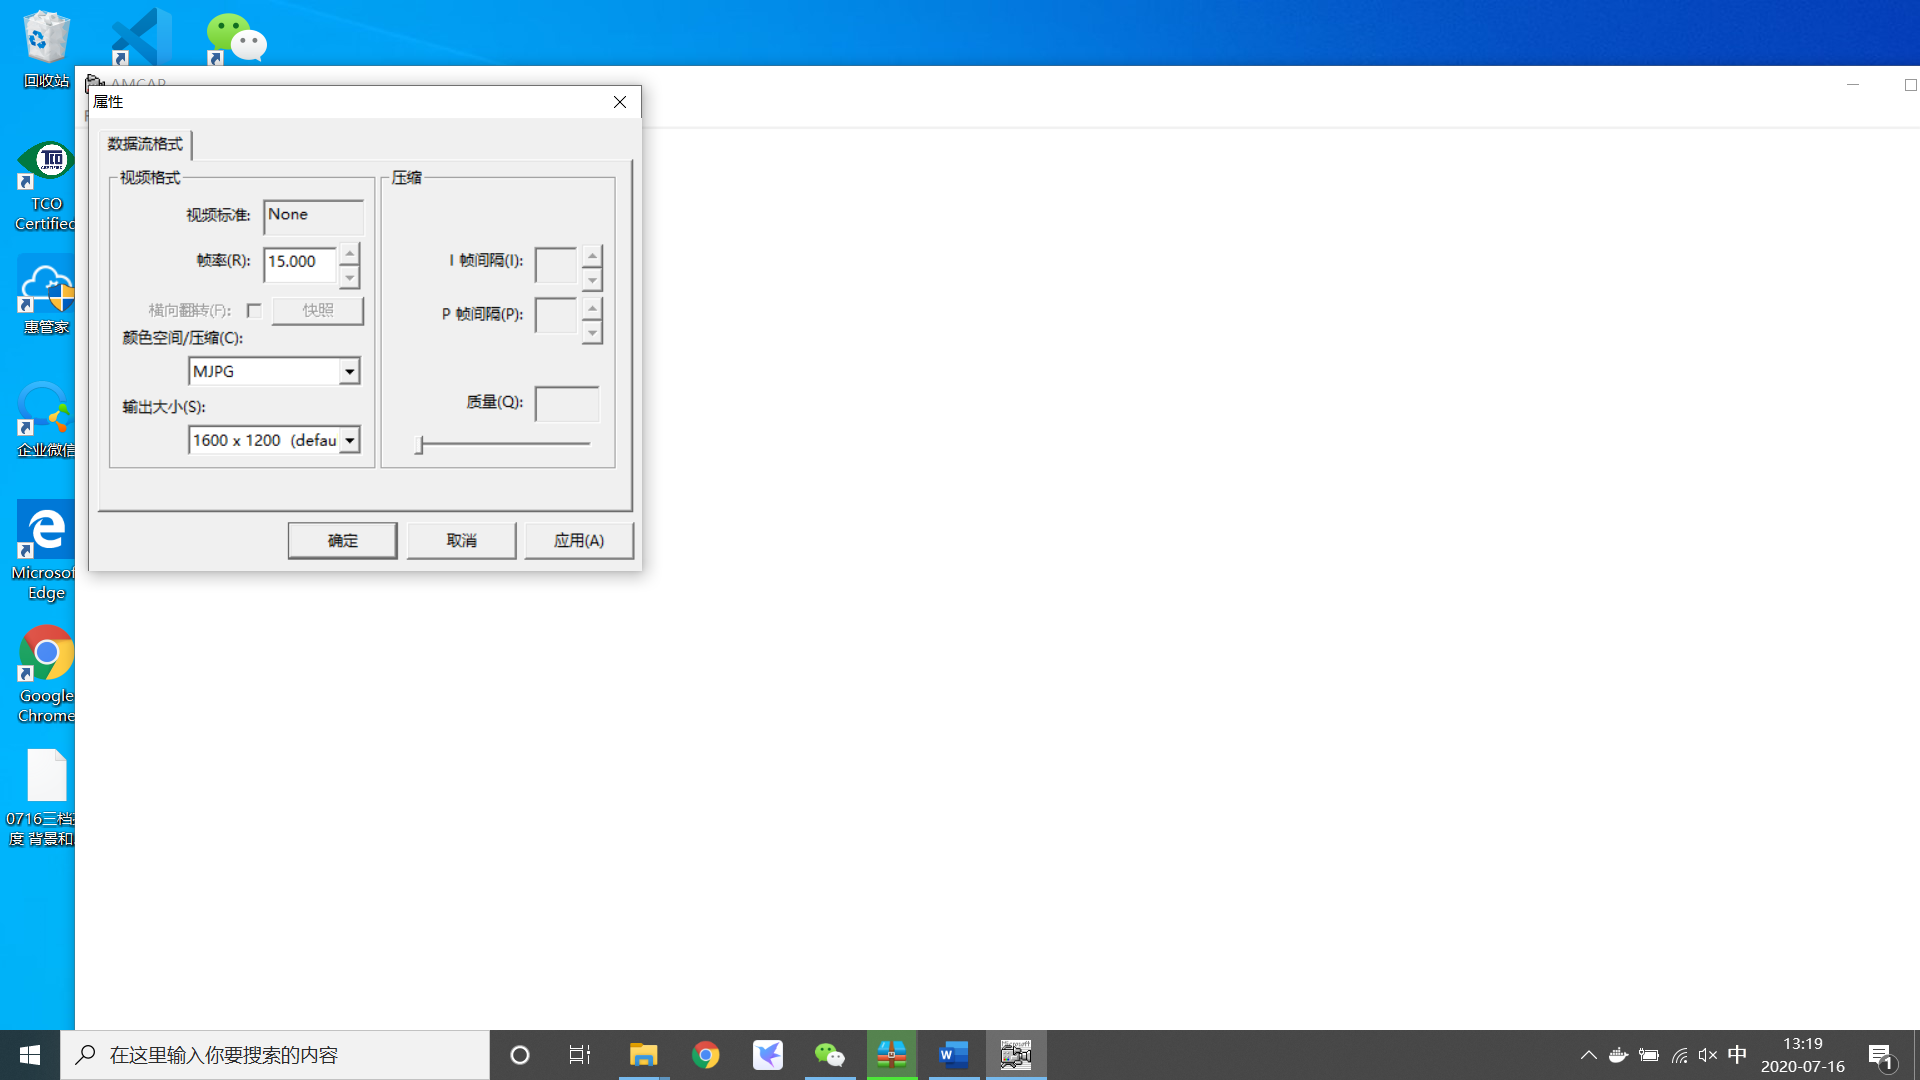 回收站
AMCAP
属性
数据流格式
视频格式
视频标准:
None
帧率(R):
15.000
横向翻转(F):
快照
颜色空间/压缩(C):
MJPG
输出大小(S):
1600 x 1200 (defau
压缩
I 帧间隔(I):
P 帧间隔(P):
质量(Q):
确定
取消
应用(A)
TCO
Certified
惠管家
企业微信
Microsof
Edge
Google
Chrome
0716三档
度 背景和
在这里输入你要搜索的内容
中
13:19
2020-07-16
1